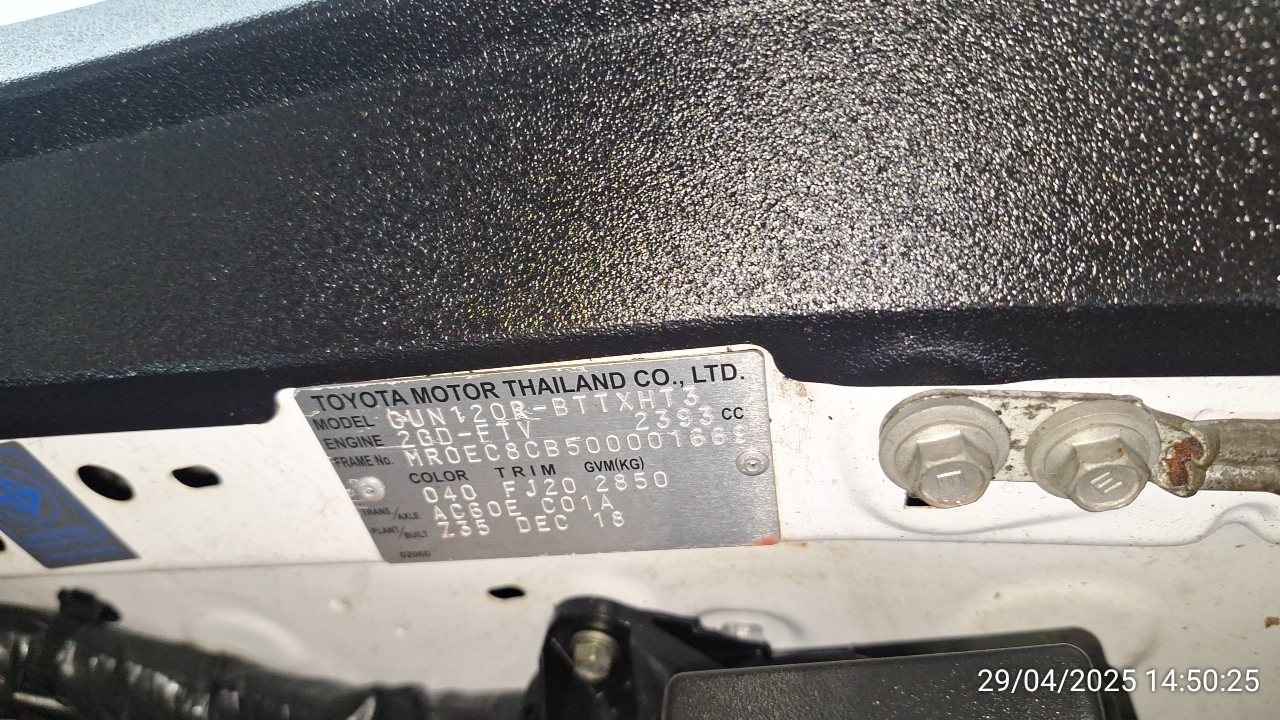 TOYOTA MOTOR THAILAND CO., LTD.
MODEL GUN120R-BTTXHT3
ENGINE 2GD-FTV 2393 CC
FRAME No.
COLOR TRIM GVM(KG)
040 FJ20 2850
TRANS/AXLE AC60E C01A
PLANT/BUILT Z35 DEC 18
02060
E E
29/04/2025 14:50:25